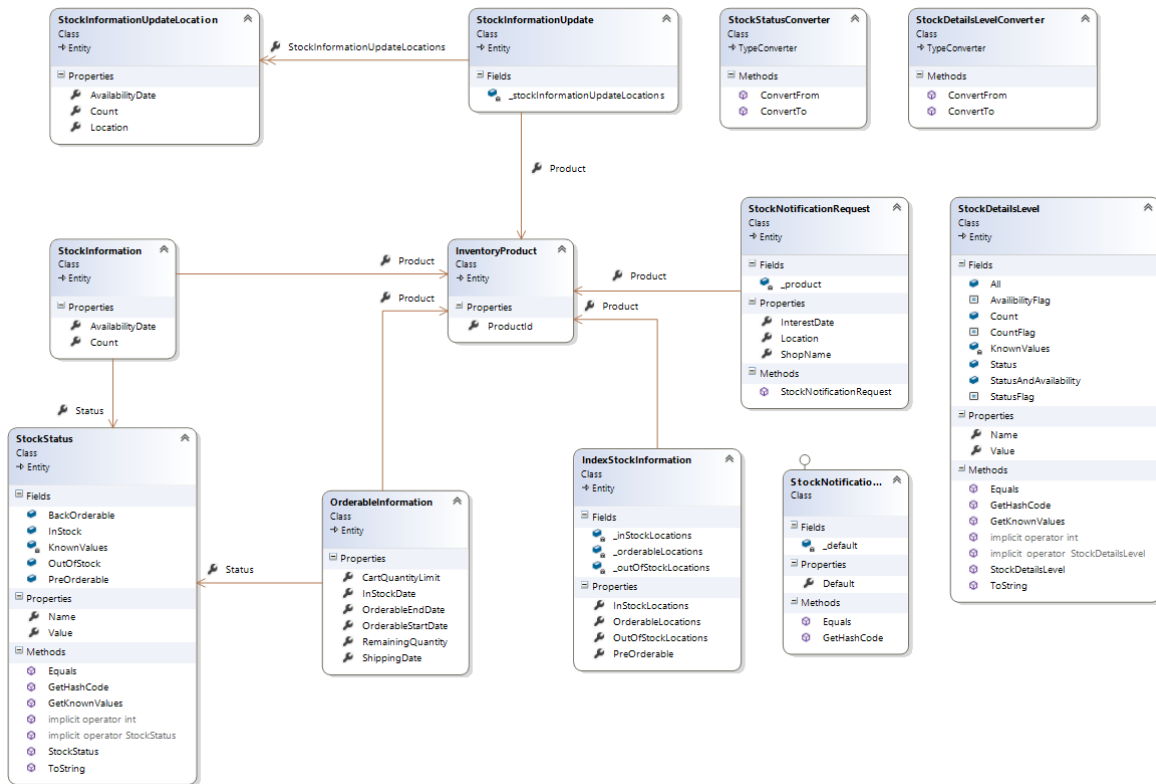 StockInformationUpdateLocation
Class
Entity
Properties
AvailabilityDate
Count
Location
StockInformationUpdateLocations
StockInformationUpdate
Class
Entity
Fields
_stockInformationUpdateLocations
StockStatusConverter
Class
TypeConverter
Methods
ConvertFrom
ConvertTo
StockDetailsLevelConverter
Class
TypeConverter
Methods
ConvertFrom
ConvertTo
Product
StockInformation
Class
Entity
Properties
AvailabilityDate
Count
Product
Product
InventoryProduct
Class
Entity
Properties
ProductId
Product
Product
StockNotificationRequest
Class
Entity
Fields
_product
Properties
InterestDate
Location
ShopName
Methods
StockNotificationRequest
StockDetailsLevel
Class
Entity
Fields
All
AvailibilityFlag
Count
CountFlag
KnownValues
Status
StatusAndAvailability
StatusFlag
Properties
Name
Value
Methods
Equals
GetHashCode
GetKnownValues
implicit operator int
implicit operator StockDetailsLevel
StockDetailsLevel
ToString
Status
StockStatus
Class
Entity
Fields
BackOrderable
InStock
KnownValues
OutOfStock
PreOrderable
Properties
Name
Value
Methods
Equals
GetHashCode
GetKnownValues
implicit operator int
implicit operator StockStatus
StockStatus
ToString
Status
OrderableInformation
Class
Entity
Properties
CartQuantityLimit
InStockDate
OrderableEndDate
OrderableStartDate
RemainingQuantity
ShippingDate
IndexStockInformation
Class
Entity
Fields
_inStockLocations
_orderableLocations
_outOfStockLocations
Properties
InStockLocations
OrderableLocations
OutOfStockLocations
PreOrderable
StockNotificatio...
Class
Fields
_default
Properties
Default
Methods
Equals
GetHashCode